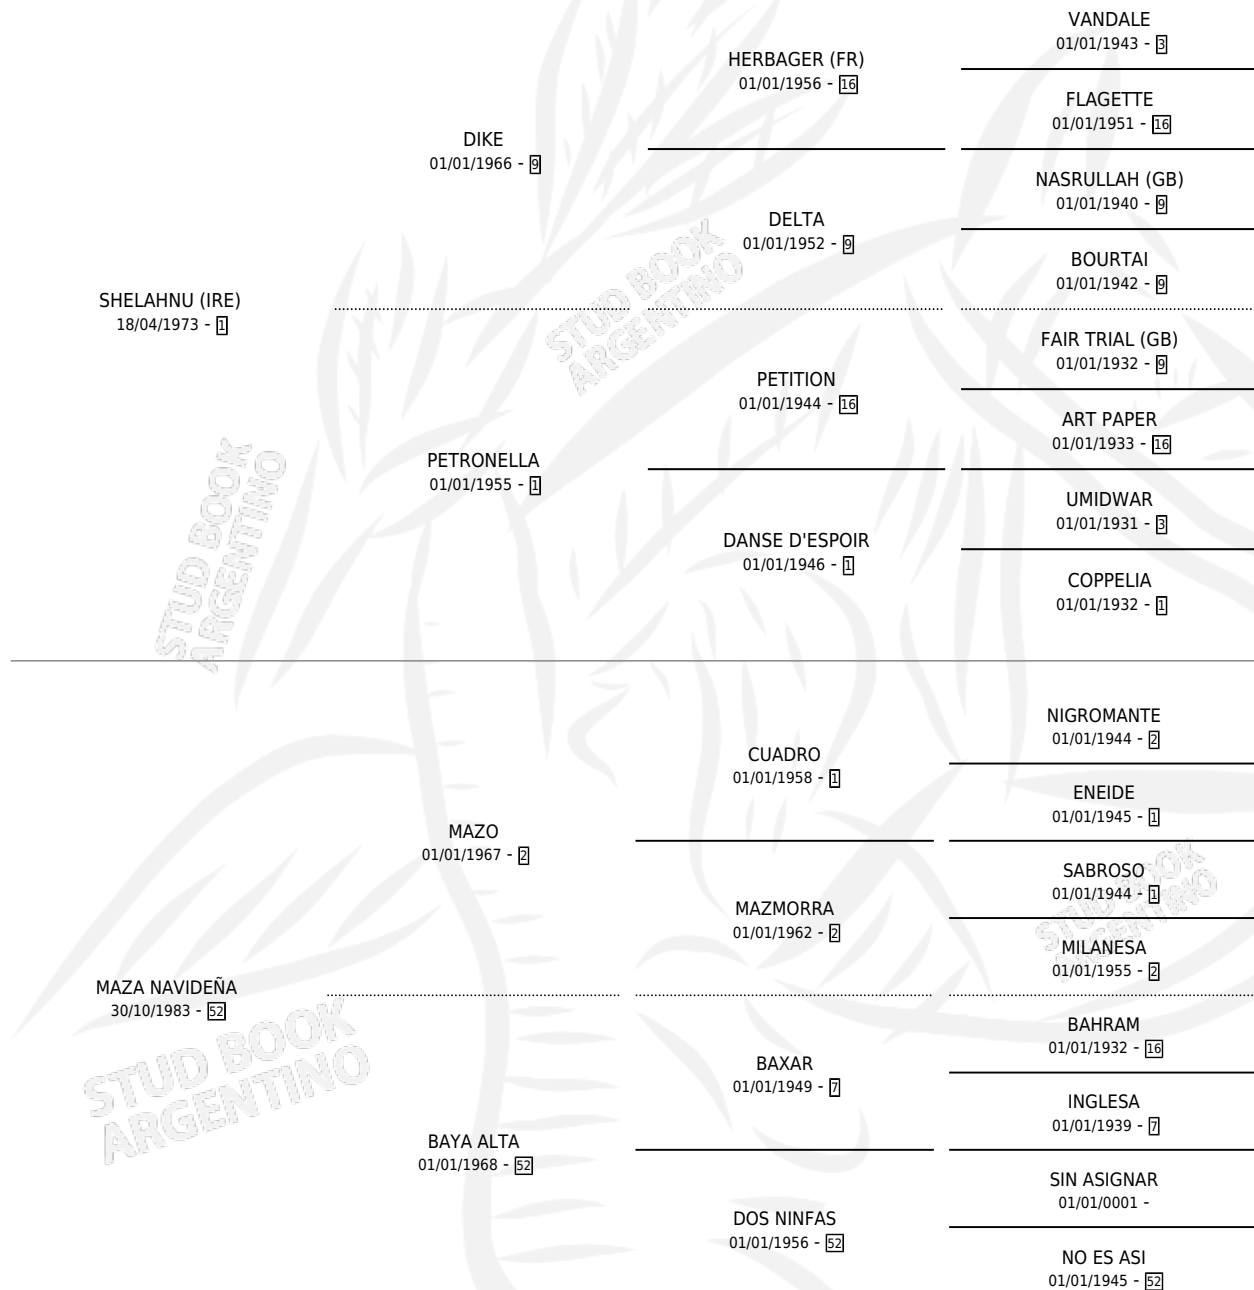 VANDALE
01/01/1943 - 3
HERBAGER (FR)
01/01/1956 - 16
FLAGETTE
01/01/1951 - 16
DIKE
01/01/1966 - 9
NASRULLAH (GB)
01/01/1940 - 9
DELTA
01/01/1952 - 9
BOURTAI
01/01/1942 - 9
SHELAHNU (IRE)
18/04/1973 - 1
FAIR TRIAL (GB)
01/01/1932 - 9
PETITION
01/01/1944 - 16
ART PAPER
01/01/1933 - 16
PETRONELLA
01/01/1955 - 1
UMIDWAR
01/01/1931 - 3
DANSE D'ESPOIR
01/01/1946 - 1
COPPELIA
01/01/1932 - 1
NIGROMANTE
01/01/1944 - 2
CUADRO
01/01/1958 - 1
ENEIDE
01/01/1945 - 1
MAZO
01/01/1967 - 2
SABROSO
01/01/1944 - 1
MAZMORRA
01/01/1962 - 2
MILANESA
01/01/1955 - 2
MAZA NAVIDEÑA
30/10/1983 - 52
BAHRAM
01/01/1932 - 16
BAXAR
01/01/1949 - 7
INGLESA
01/01/1939 - 7
BAYA ALTA
01/01/1968 - 52
SIN ASIGNAR
01/01/0001 -
DOS NINFAS
01/01/1956 - 52
NO ES ASI
01/01/1945 - 52
STUD BOOK
ARGENTINO
STUD BOOK
ARGENTINO
STUD BOOK
ARGENTINO
STUD BOOK
ARGENTINO